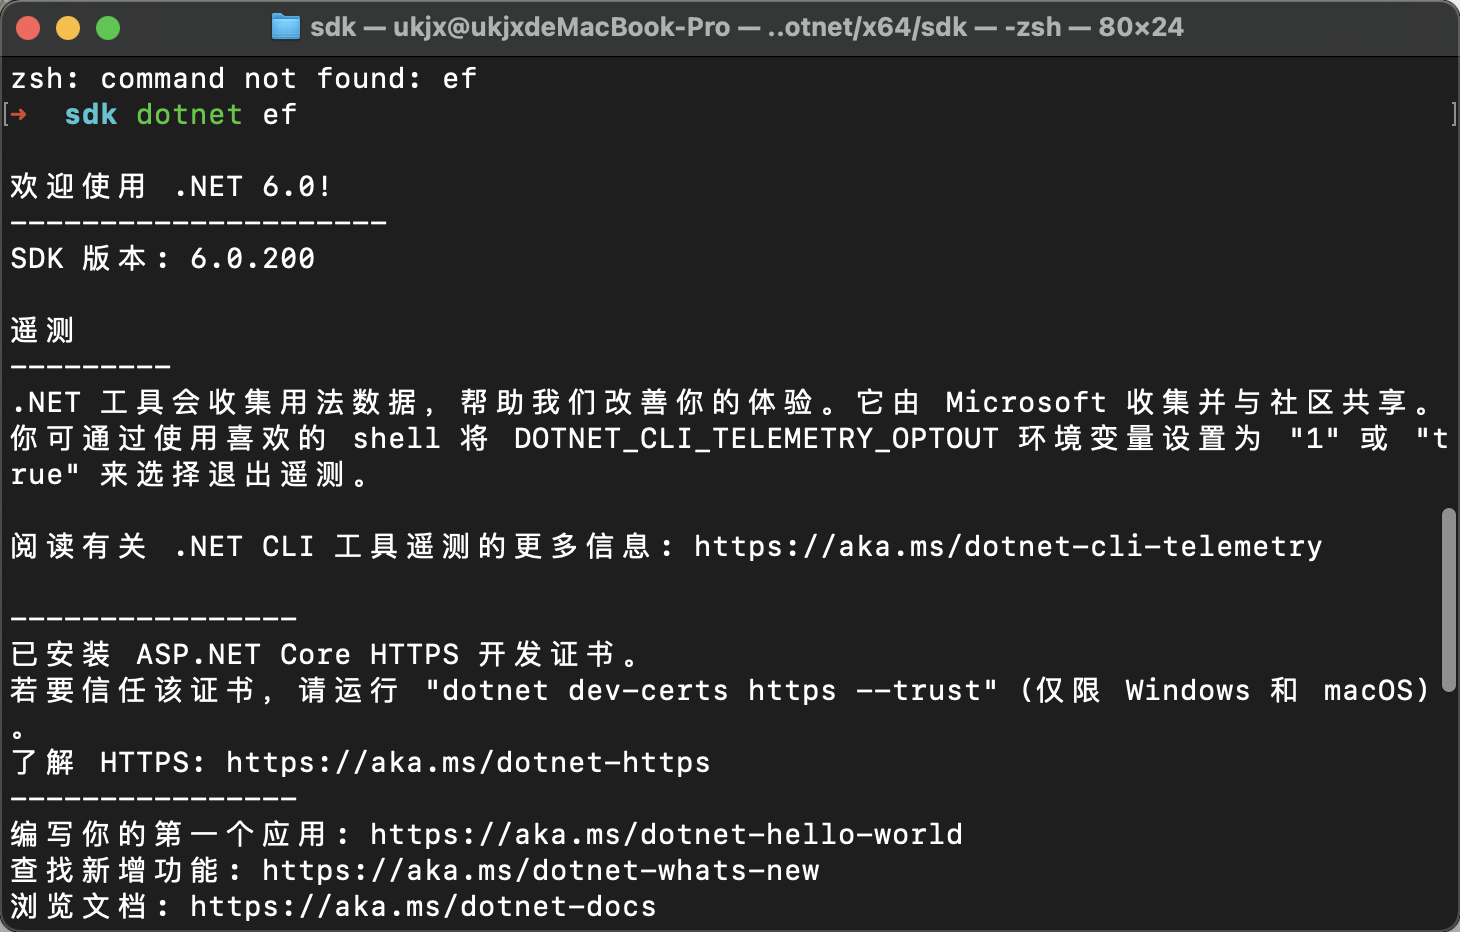 sdk — ukjx@ukjxdeMacBook-Pro — ..otnet/x64/sdk — -zsh — 80×24
zsh: command not found: ef
[➜  sdk dotnet ef ]
欢迎使用 .NET 6.0!
---------------------
SDK 版本: 6.0.200
遥测
---------
.NET 工具会收集用法数据，帮助我们改善你的体验。它由 Microsoft 收集并与社区共享。
你可通过使用喜欢的 shell 将 DOTNET_CLI_TELEMETRY_OPTOUT 环境变量设置为 "1" 或 "t
rue" 来选择退出遥测。
阅读有关 .NET CLI 工具遥测的更多信息: https://aka.ms/dotnet-cli-telemetry
----------------
已安装 ASP.NET Core HTTPS 开发证书。
若要信任该证书，请运行 "dotnet dev-certs https --trust"（仅限 Windows 和 macOS）
。
了解 HTTPS: https://aka.ms/dotnet-https
----------------
编写你的第一个应用: https://aka.ms/dotnet-hello-world
查找新增功能: https://aka.ms/dotnet-whats-new
浏览文档: https://aka.ms/dotnet-docs